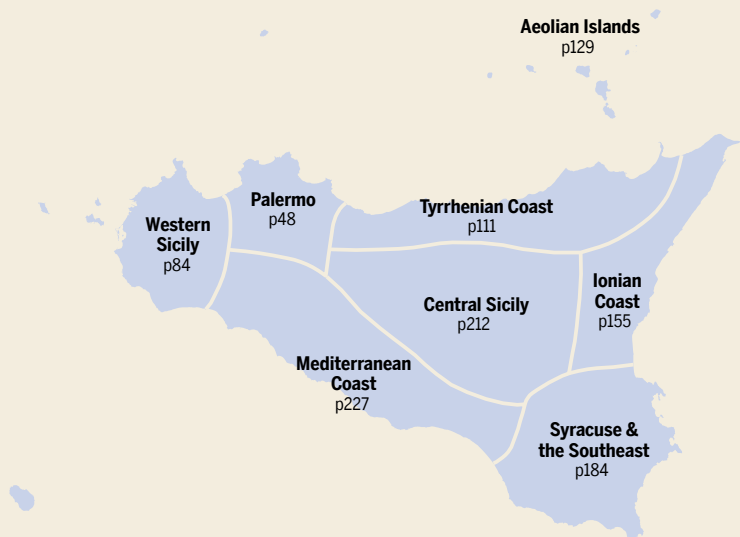 Aeolian Islands
p129
Palermo
p48
Tyrrhenian Coast
p111
Western
Sicily
p84
Ionian
Coast
p155
Central Sicily
p212
Mediterranean
Coast
p227
Syracuse &
the Southeast
p184